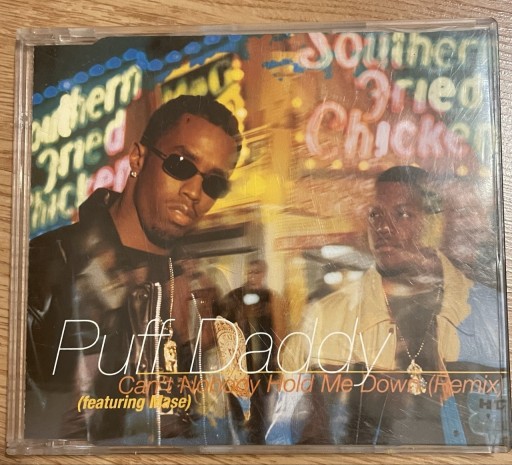 Southern
Fried
Chicken
Southern
Fried
Chicken
Puff Daddy
Can't Nobody Hold Me Down (Remix
(featuring Mase)